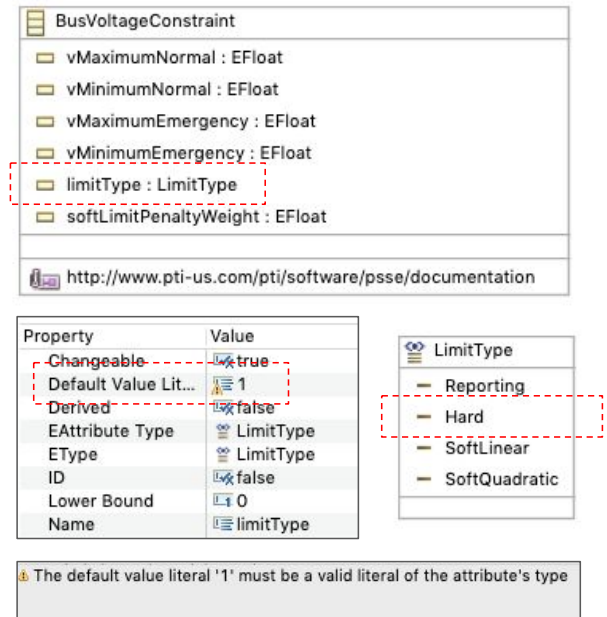 BusVoltageConstraint
vMaximumNormal : EFloat
vMinimumNormal : EFloat
vMaximumEmergency : EFloat
vMinimumEmergency : EFloat
limitType : LimitType
softLimitPenaltyWeight : EFloat
http://www.pti-us.com/pti/software/psse/documentation
Property Value
Changeable true
Default Value Lit... 1
Derived false
EAttribute Type LimitType
EType LimitType
ID false
Lower Bound 0
Name limitType
LimitType
Reporting
Hard
SoftLinear
SoftQuadratic
The default value literal '1' must be a valid literal of the attribute's type